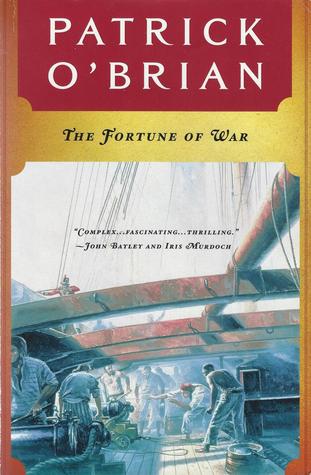 PATRICK
O'BRIAN
THE FORTUNE OF WAR
"COMPLEX...FASCINATING...THRILLING."
—JOHN BAYLEY AND IRIS MURDOCH